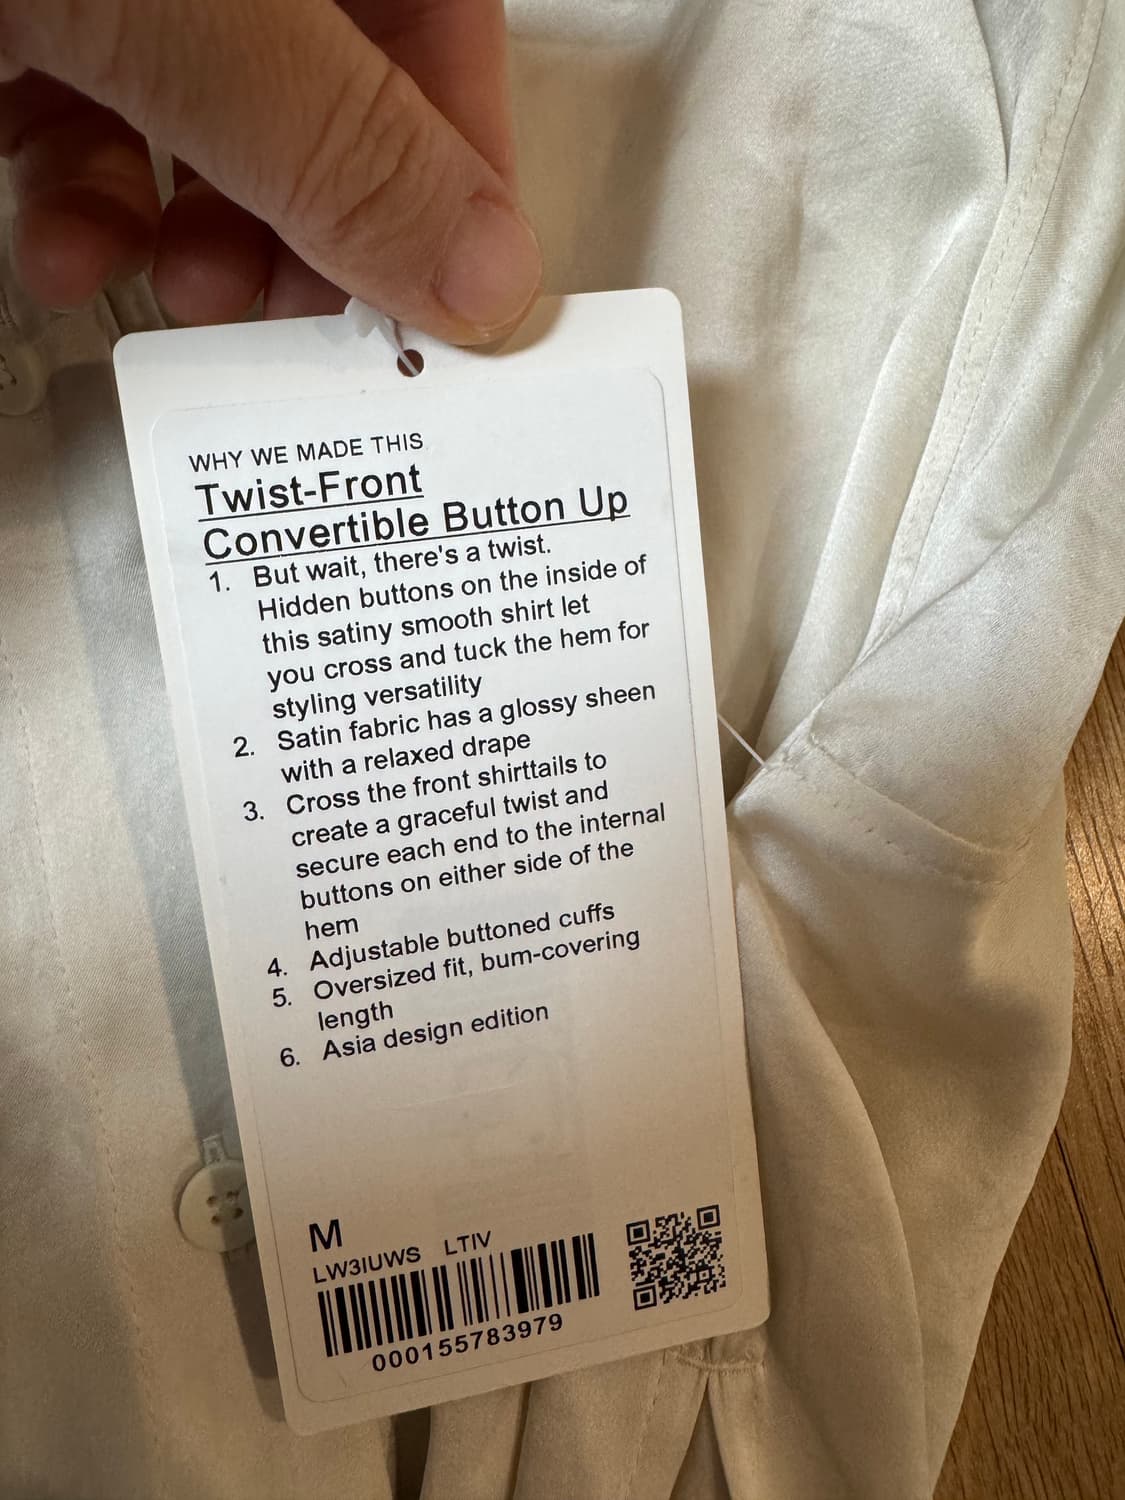 WHY WE MADE THIS
Twist-Front
Convertible Button Up
1. But wait, there's a twist.
Hidden buttons on the inside of
this satiny smooth shirt let
you cross and tuck the hem for
styling versatility
2. Satin fabric has a glossy sheen
with a relaxed drape
3. Cross the front shirttails to
create a graceful twist and
secure each end to the internal
buttons on either side of the
hem
4. Adjustable buttoned cuffs
5. Oversized fit, bum-covering
length
6. Asia design edition
M
LW3IUWS LTIV
000155783979